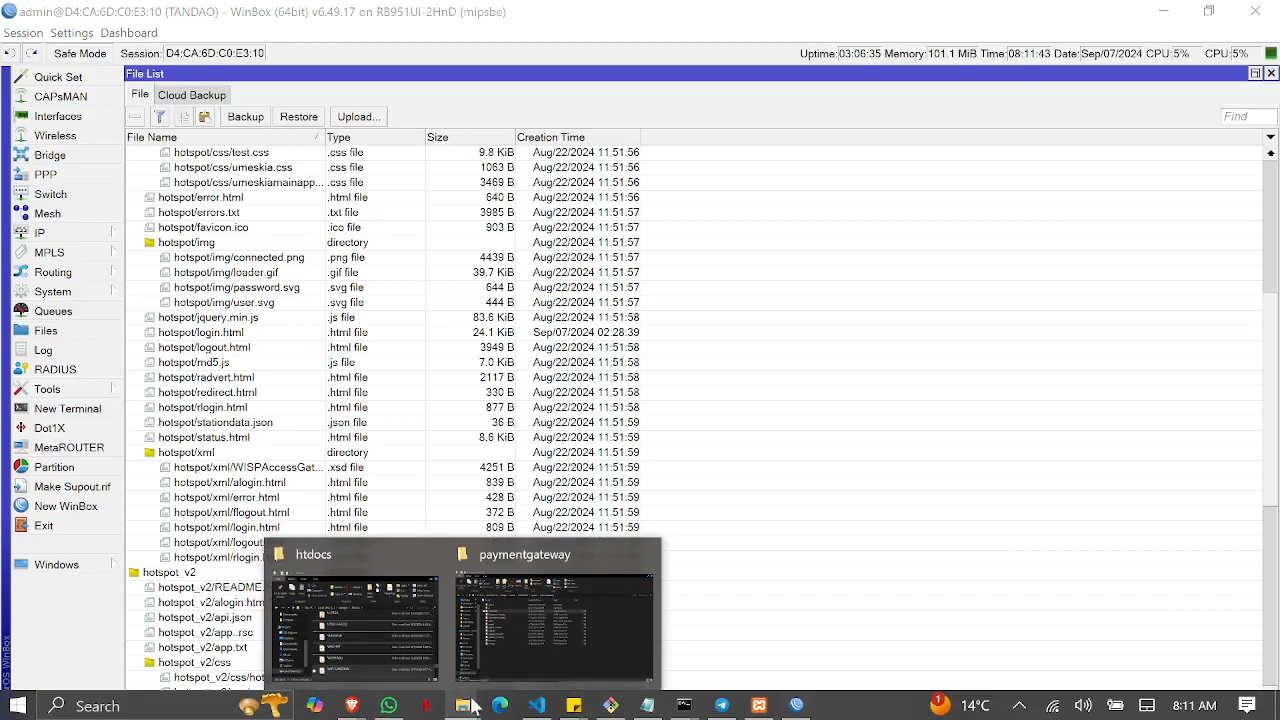 admin@D4:CA:6D:C0:E3:10 (TANDAO) - WinBox (64bit) v6.49.17 on RB951Ui-2HnD (mipsbe)
Session Settings Dashboard
Safe Mode Session: D4:CA:6D:C0:E3:10 Uptime: 03:06:35 Memory: 101.1 MiB Time: 08:11:43 Date: Sep/07/2024 CPU: 5% CPU: 5%
Quick Set
CAPsMAN
Interfaces
Wireless
Bridge
PPP
Switch
Mesh
IP
MPLS
Routing
System
Queues
Files
Log
RADIUS
Tools
New Terminal
Dot1X
MetaROUTER
Partition
Make Supout.rif
New WinBox
Exit
Windows
File List
File Cloud Backup
Backup Restore Upload... Find
File Name / Type Size Creation Time
hotspot/css/test.css .css file 9.8 KiB Aug/22/2024 11:51:56
hotspot/css/umeskia.css .css file 1063 B Aug/22/2024 11:51:56
hotspot/css/umeskiamainapp... .css file 3469 B Aug/22/2024 11:51:56
hotspot/error.html .html file 640 B Aug/22/2024 11:51:56
hotspot/errors.txt .txt file 3985 B Aug/22/2024 11:51:57
hotspot/favicon.ico .ico file 903 B Aug/22/2024 11:51:57
hotspot/img directory Aug/22/2024 11:51:57
hotspot/img/connected.png .png file 4439 B Aug/22/2024 11:51:57
hotspot/img/loader.gif .gif file 39.7 KiB Aug/22/2024 11:51:57
hotspot/img/password.svg .svg file 644 B Aug/22/2024 11:51:57
hotspot/img/user.svg .svg file 444 B Aug/22/2024 11:51:57
hotspot/jquery.min.js .js file 83.6 KiB Aug/22/2024 11:51:58
hotspot/login.html .html file 24.1 KiB Sep/07/2024 02:28:39
hotspot/logout.html .html file 3949 B Aug/22/2024 11:51:58
hotspot/md5.js .js file 7.0 KiB Aug/22/2024 11:51:58
hotspot/radvert.html .html file 2117 B Aug/22/2024 11:51:58
hotspot/redirect.html .html file 330 B Aug/22/2024 11:51:58
hotspot/rlogin.html .html file 877 B Aug/22/2024 11:51:58
hotspot/stationdata.json .json file 36 B Aug/22/2024 11:51:59
hotspot/status.html .html file 8.6 KiB Aug/22/2024 11:51:59
hotspot/xml directory Aug/22/2024 11:51:59
hotspot/xml/WISPAccessGat... .xsd file 4251 B Aug/22/2024 11:51:59
hotspot/xml/alogin.html .html file 839 B Aug/22/2024 11:51:59
hotspot/xml/error.html .html file 428 B Aug/22/2024 11:51:59
hotspot/xml/flogout.html .html file 372 B Aug/22/2024 11:51:59
hotspot/xml/login.html .html file 809 B Aug/22/2024 11:51:59
hotspot/xml/logout
hotspot/xml/rlogin
hotspot_v2
htdocs paymentgateway
Search 1 14°C 8:11 AM